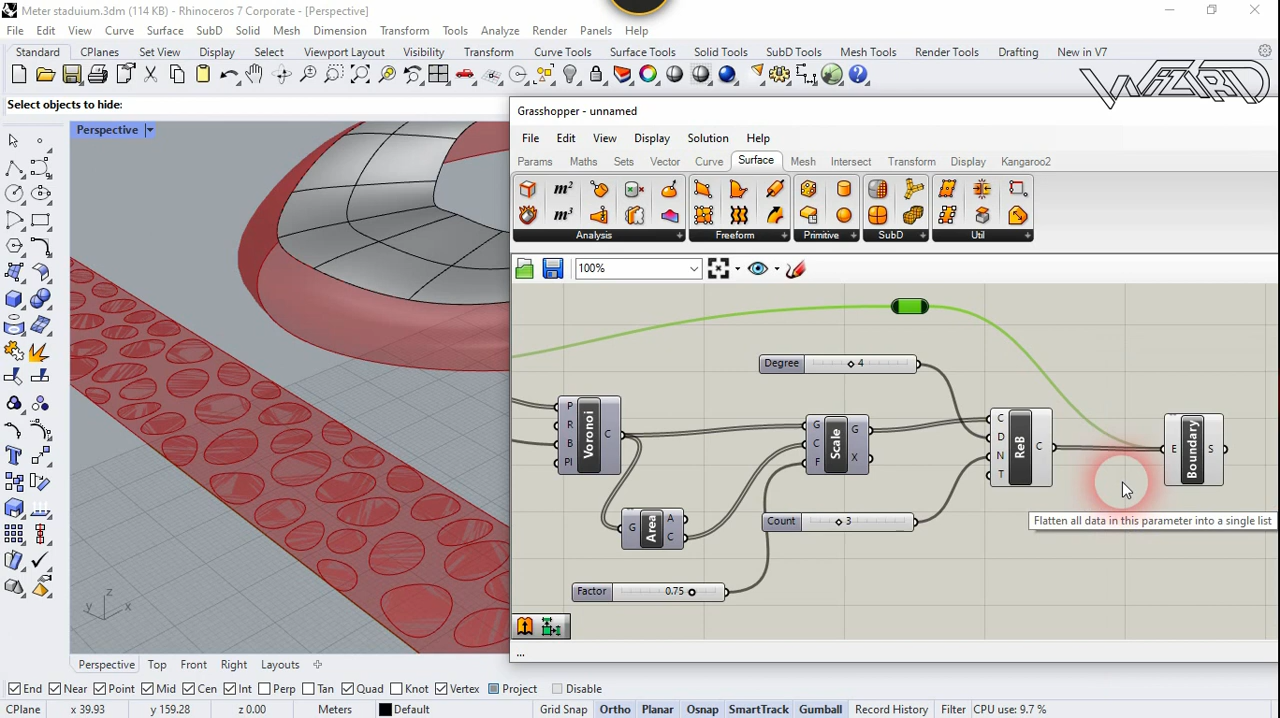 Meter staduium.3dm (114 KB) - Rhinoceros 7 Corporate - [Perspective]
File Edit View Curve Surface SubD Solid Mesh Dimension Transform Tools Analyze Render Panels Help
Standard CPlanes Set View Display Select Viewport Layout Visibility Transform Curve Tools Surface Tools Solid Tools SubD Tools Mesh Tools Render Tools Drafting New in V7
WIZARD
Select objects to hide:
Perspective
Grasshopper - unnamed
File Edit View Display Solution Help
Params Maths Sets Vector Curve Surface Mesh Intersect Transform Display Kangaroo2
m²
m³
Analysis Freeform Primitive SubD Util
100%
Degree 4
Voronoi P R B Pl C
Scale G C F G X
ReB C D N T C
Boundary E S
Area G A C
Count 3
Flatten all data in this parameter into a single list
Factor 0.75
...
z
y x
Perspective Top Front Right Layouts
End Near Point Mid Cen Int Perp Tan Quad Knot Vertex Project Disable
CPlane x 39.93 y 159.28 z 0.00 Meters Default Grid Snap Ortho Planar Osnap SmartTrack Gumball Record History Filter CPU use: 9.7 %